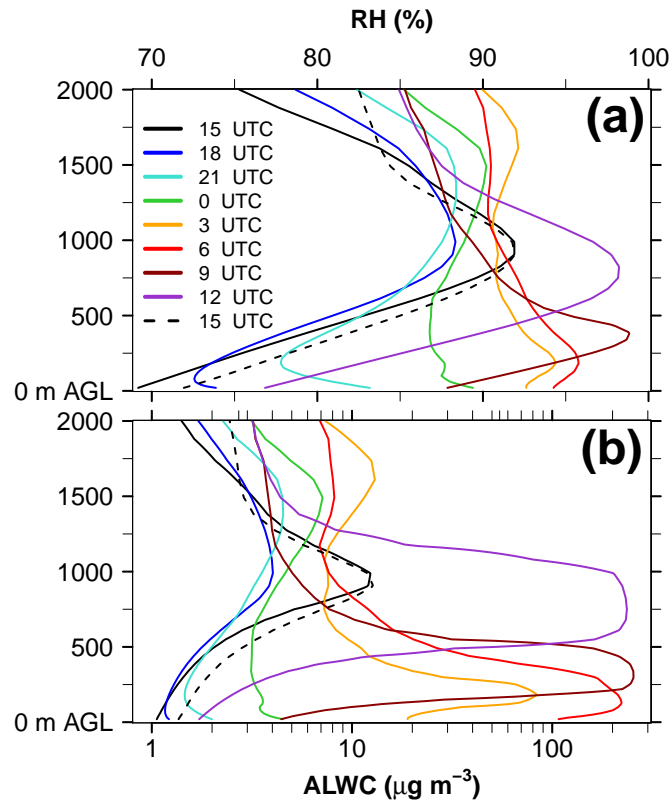 RH (%)
70 80 90 100
2000
1500
1000
500
0 m AGL
(a)
15 UTC
18 UTC
21 UTC
0 UTC
3 UTC
6 UTC
9 UTC
12 UTC
15 UTC
2000
1500
1000
500
0 m AGL
(b)
1 10 100
ALWC (μg m⁻³)